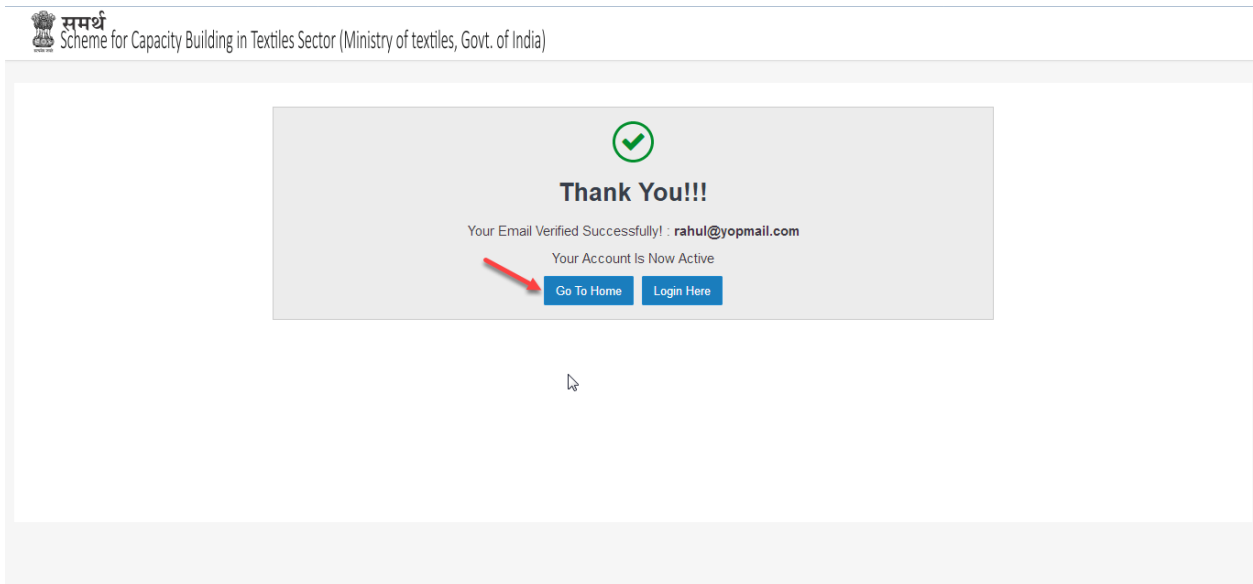 समर्थ
Scheme for Capacity Building in Textiles Sector (Ministry of textiles, Govt. of India)
Thank You!!!
Your Email Verified Successfully! : rahul@yopmail.com
Your Account Is Now Active
Go To Home Login Here